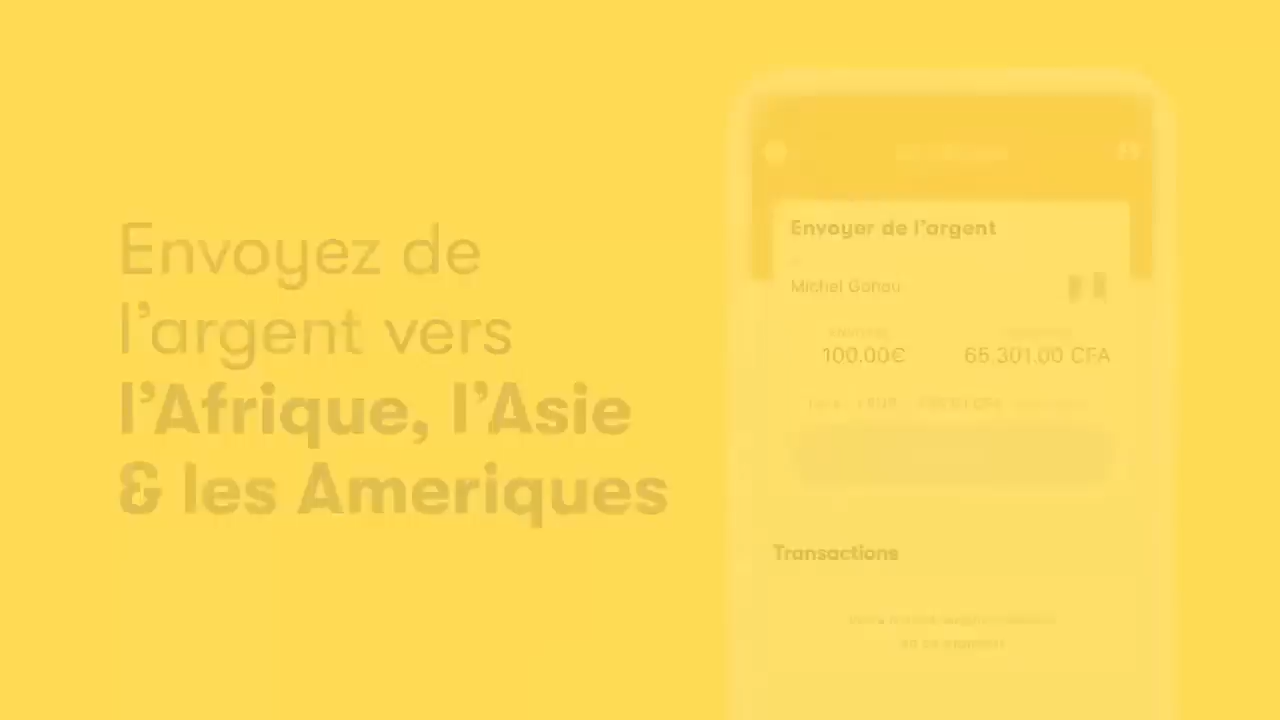 Envoyez de
l'argent vers
l'Afrique, l'Asie
& les Ameriques
Envoyer de l'argent
Michel
100.00€ 65,301.00 CFA
Transactions